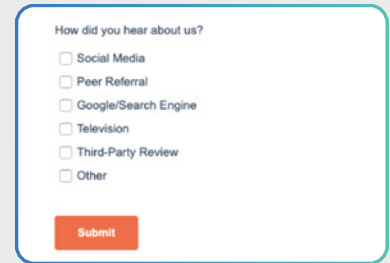 How did you hear about us?
Social Media
Peer Referral
Google/Search Engine
Television
Third-Party Review
Other
Submit